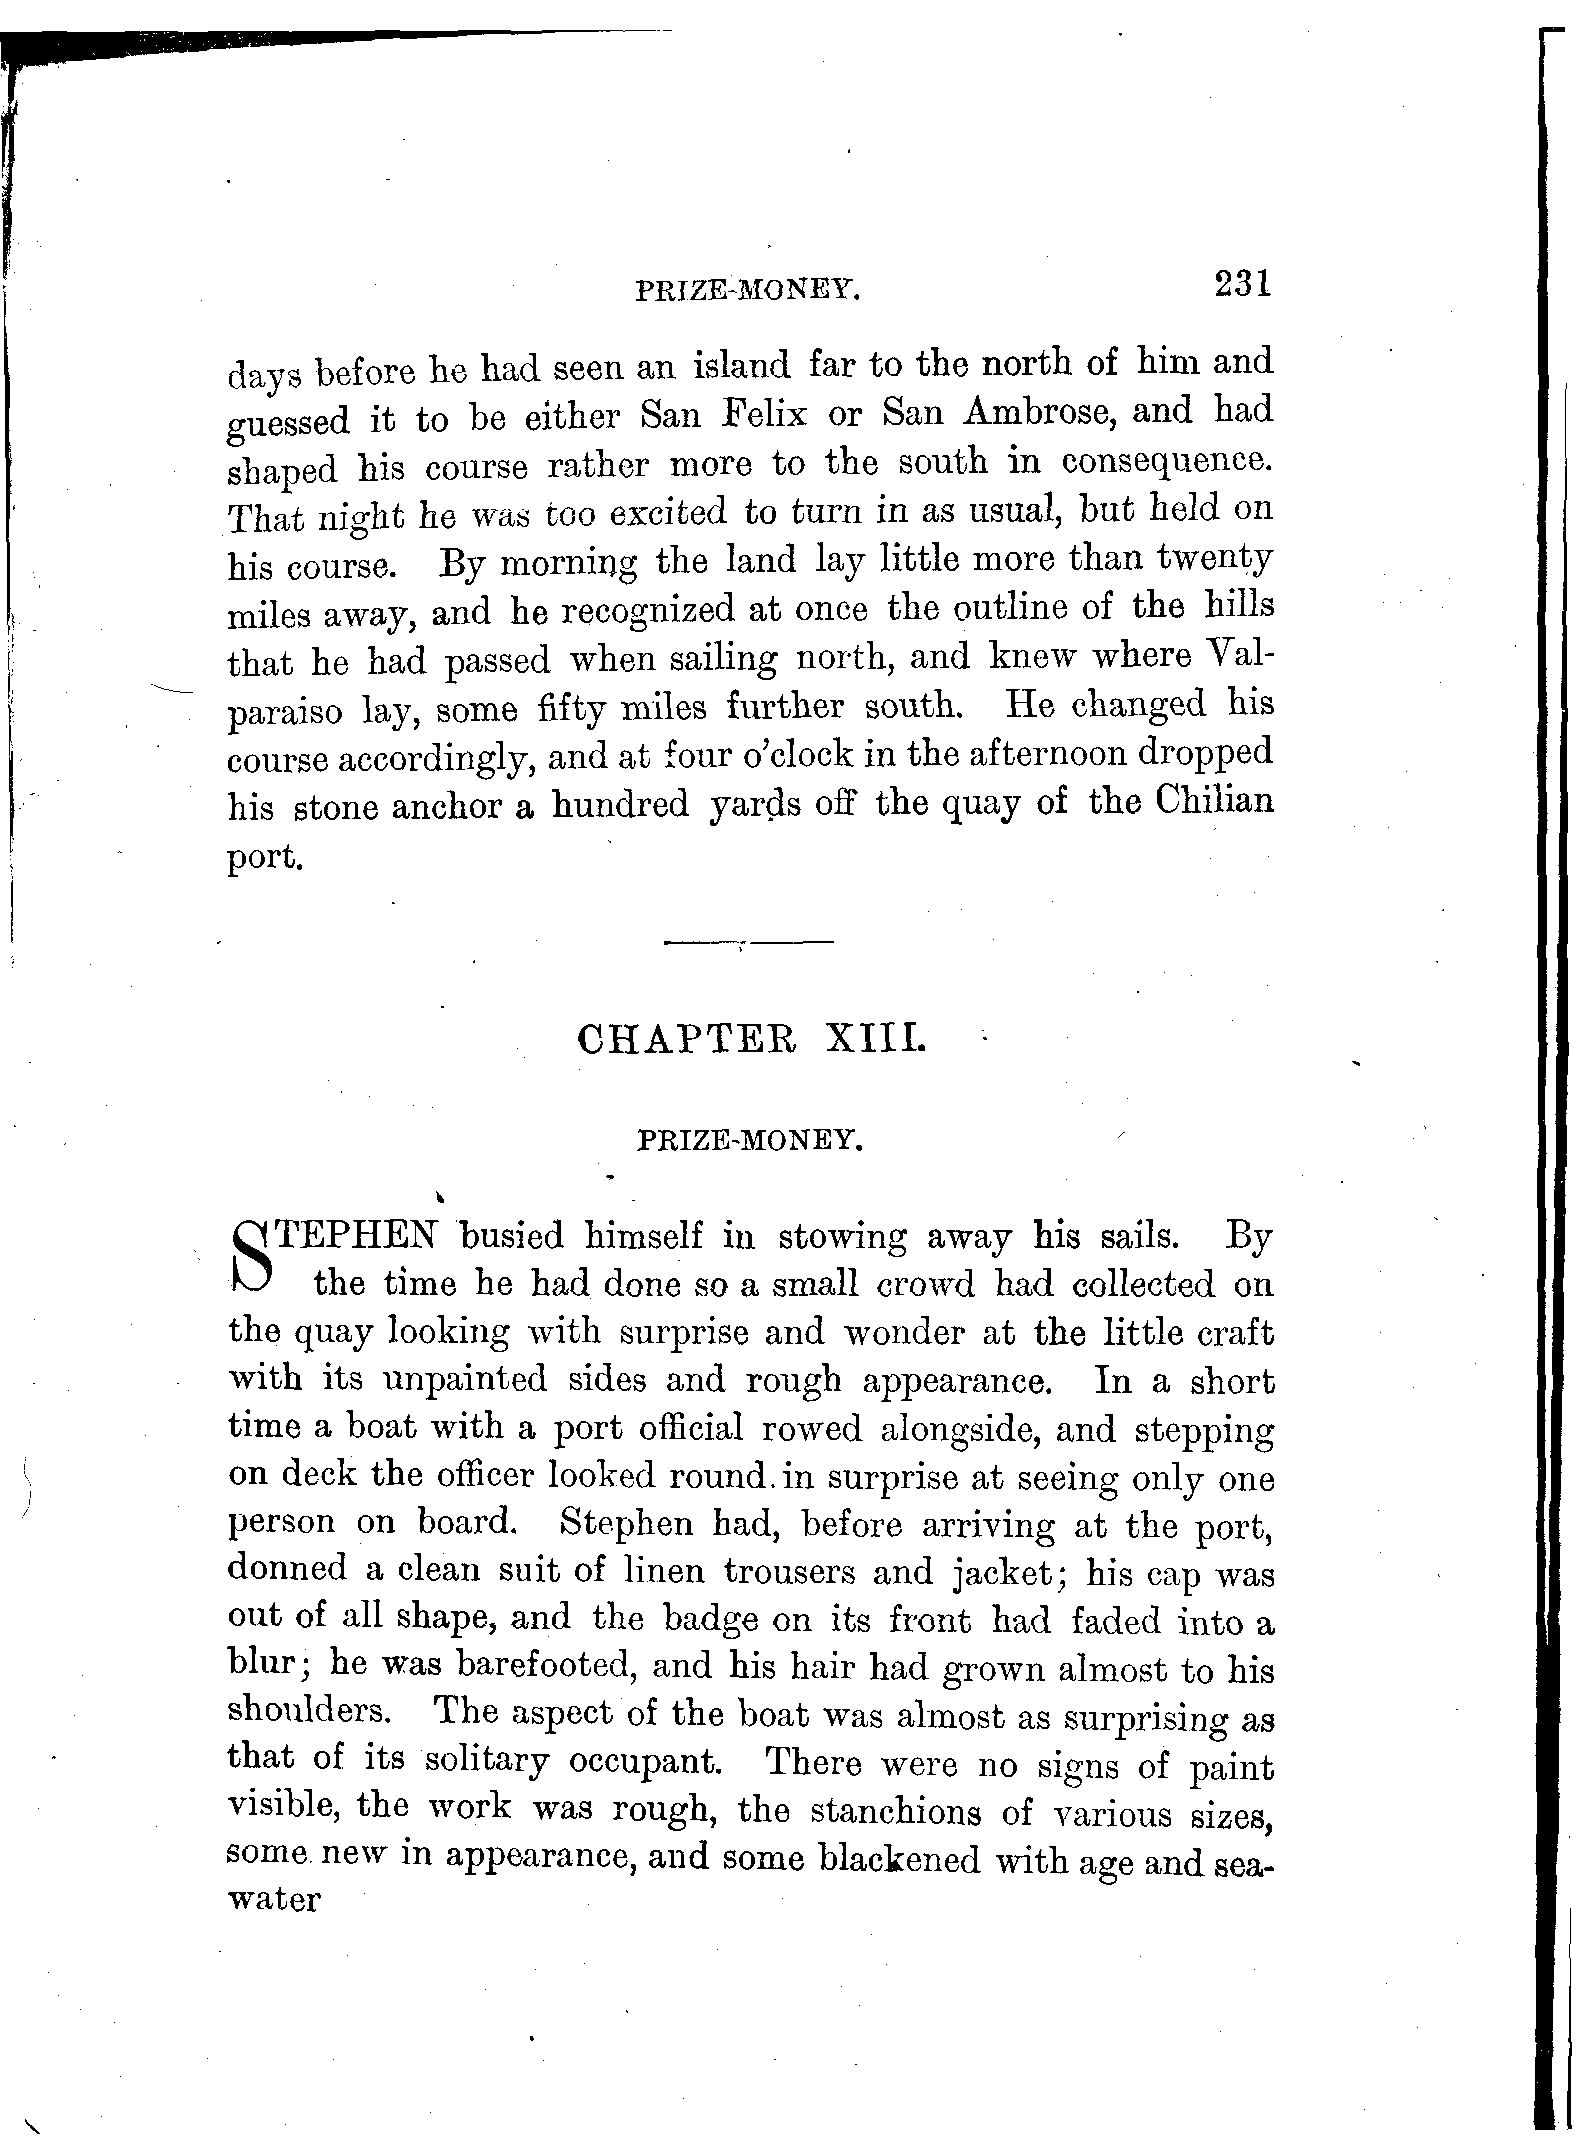 PRIZE-MONEY. 231
days before he had seen an island far to the north of him and
guessed it to be either San Felix or San Ambrose, and had
shaped his course rather more to the south in consequence.
That night he was too excited to turn in as usual, but held on
his course. By morning the land lay little more than twenty
miles away, and he recognized at once the outline of the hills
that he had passed when sailing north, and knew where Val-
paraiso lay, some fifty miles further south. He changed his
course accordingly, and at four o'clock in the afternoon dropped
his stone anchor a hundred yards off the quay of the Chilian
port.
CHAPTER XIII.
PRIZE-MONEY.
STEPHEN busied himself in stowing away his sails. By
the time he had done so a small crowd had collected on
the quay looking with surprise and wonder at the little craft
with its unpainted sides and rough appearance. In a short
time a boat with a port official rowed alongside, and stepping
on deck the officer looked round in surprise at seeing only one
person on board. Stephen had, before arriving at the port,
donned a clean suit of linen trousers and jacket; his cap was
out of all shape, and the badge on its front had faded into a
blur; he was barefooted, and his hair had grown almost to his
shoulders. The aspect of the boat was almost as surprising as
that of its solitary occupant. There were no signs of paint
visible, the work was rough, the stanchions of various sizes,
some new in appearance, and some blackened with age and sea-
water